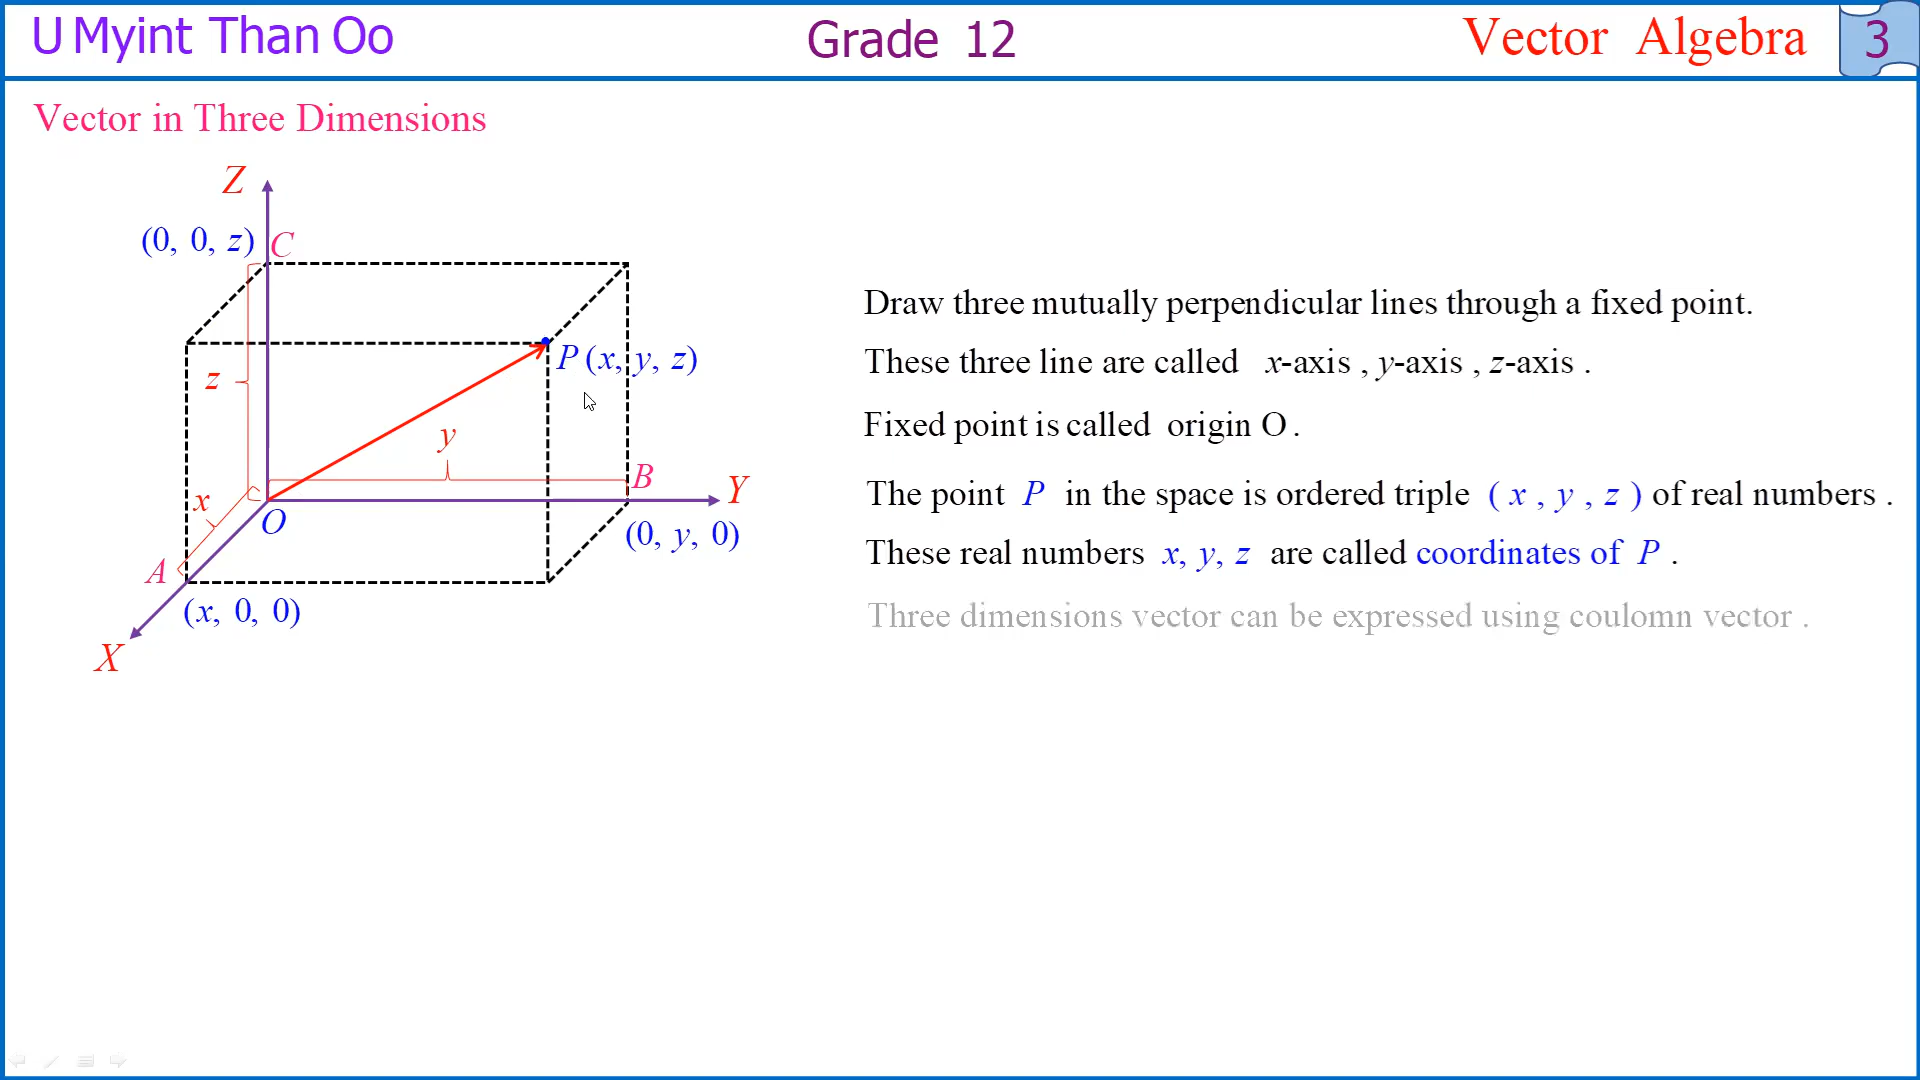 U Myint Than Oo
Grade 12
Vector Algebra
3
Vector in Three Dimensions
Z
(0, 0, z)
C
P (x, y, z)
z
y
B
Y
x
O
(0, y, 0)
A
(x, 0, 0)
X
Draw three mutually perpendicular lines through a fixed point.
These three line are called x-axis , y-axis , z-axis .
Fixed point is called origin O .
The point P in the space is ordered triple ( x , y , z ) of real numbers .
These real numbers x, y, z are called coordinates of P .
Three dimensions vector can be expressed using coulomn vector .